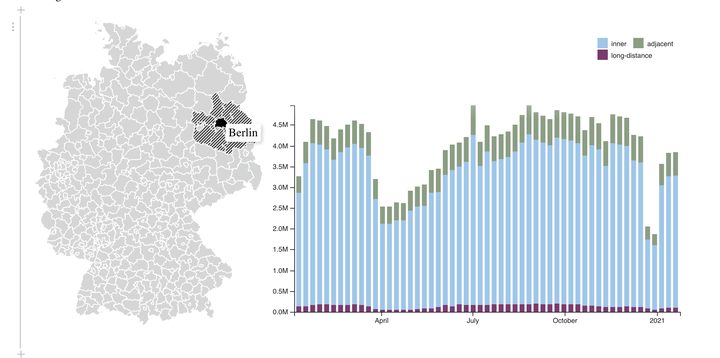 inner
adjacent
long-distance
Berlin
4.5M
4.0M
3.5M
3.0M
2.5M
2.0M
1.5M
1.0M
0.5M
0.0M
April
July
October
2021